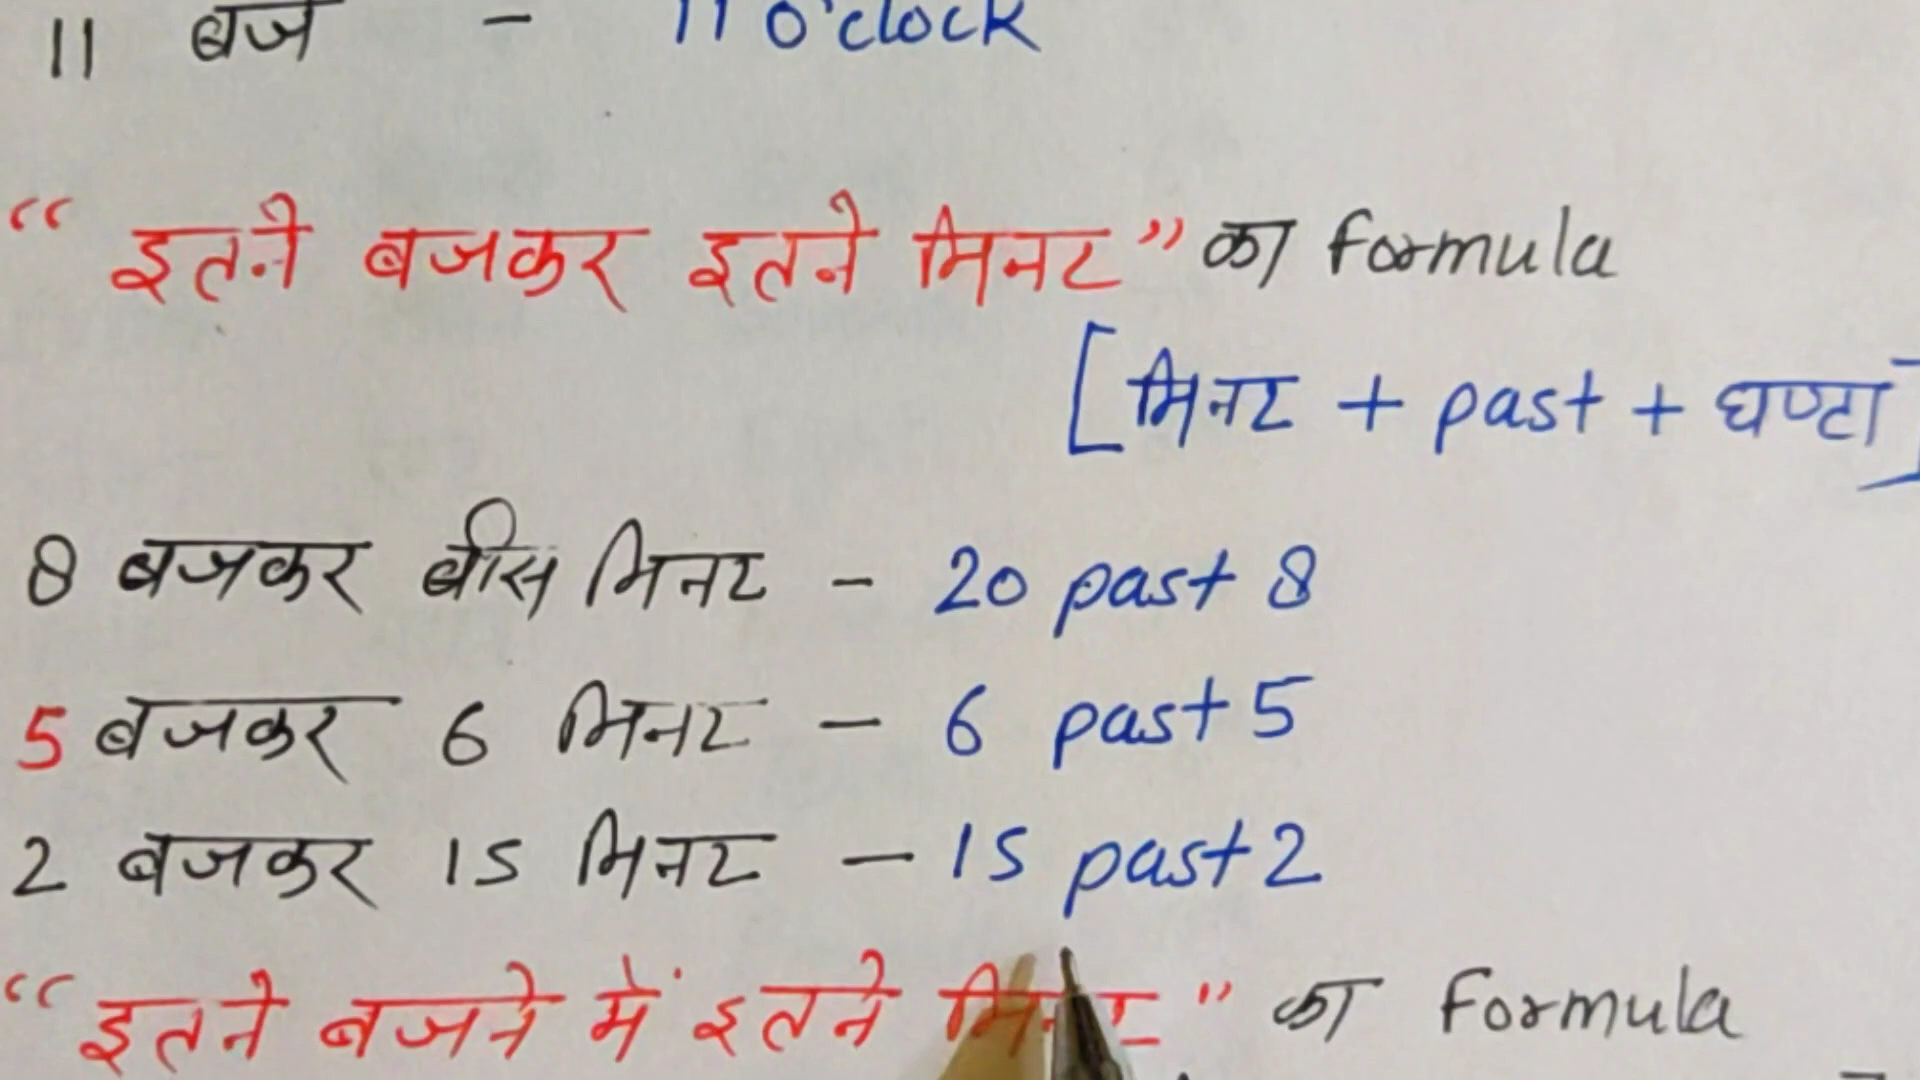 11 बजे - 11 o'clock
“इतने बजकर इतने मिनट” का formula
[मिनट + past + घण्टा]
8 बजकर बीस मिनट - 20 past 8
5 बजकर 6 मिनट - 6 past 5
2 बजकर 15 मिनट - 15 past 2
“इतने बजने में इतने मिनट” का formula